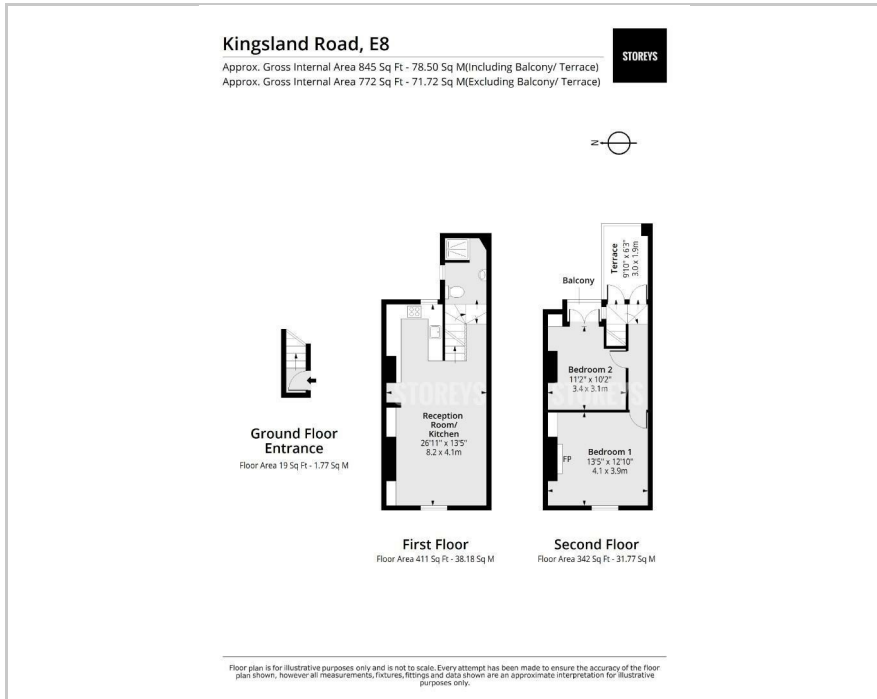 Kingsland Road, E8
Approx. Gross Internal Area 845 Sq Ft - 78.50 Sq M(Including Balcony/ Terrace)
Approx. Gross Internal Area 772 Sq Ft - 71.72 Sq M(Excluding Balcony/ Terrace)
STOREYS
N
Terrace
9'10" x 6'3"
3.0 x 1.9m
Balcony
Bedroom 2
11'2" x 10'2"
3.4 x 3.1m
STOREYS
STOREYS
Reception
Room/
Kitchen
26'11" x 13'5"
8.2 x 4.1m
Bedroom 1
13'5" x 12'10"
4.1 x 3.9m
FP
Ground Floor
Entrance
Floor Area 19 Sq Ft - 1.77 Sq M
First Floor
Floor Area 411 Sq Ft - 38.18 Sq M
Second Floor
Floor Area 342 Sq Ft - 31.77 Sq M
Floor plan is for illustrative purposes only and is not to scale. Every attempt has been made to ensure the accuracy of the floor
plan shown, however all measurements, fixtures, fittings and data shown are an approximate interpretation for illustrative
purposes only.